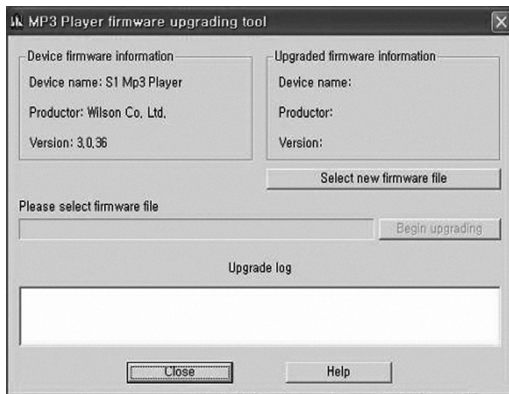 MP3 Player firmware upgrading tool
Device firmware information
Device name: S1 Mp3 Player
Productor: Wilson Co, Ltd,
Version: 3,0,36
Upgraded firmware information
Device name:
Productor:
Version:
Select new firmware file
Please select firmware file
Begin upgrading
Upgrade log
Close
Help